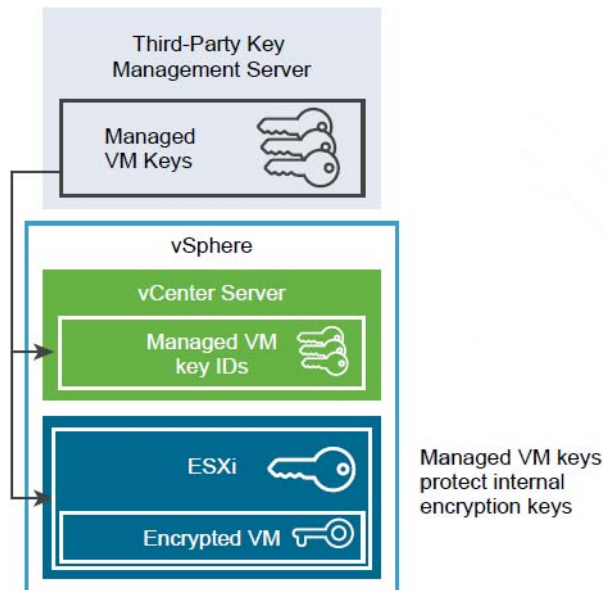 Third-Party Key
Management Server
Managed
VM Keys
vSphere
vCenter Server
Managed VM
key IDs
ESXi
Encrypted VM
Managed VM keys
protect internal
encryption keys